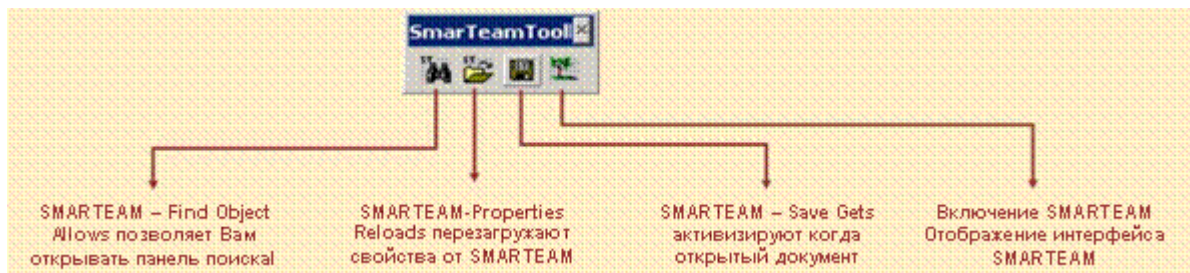 SmarTeamTool
SMARTEAM – Find Object
Allows позволяет Вам
открывать панель поискаl
SMARTEAM-Properties
Reloads перезагружают
свойства от SMARTEAM
SMARTEAM – Save Gets
активизируют когда
открытый документ
Включение SMARTEAM
Отображение интерфейса
SMARTEAM